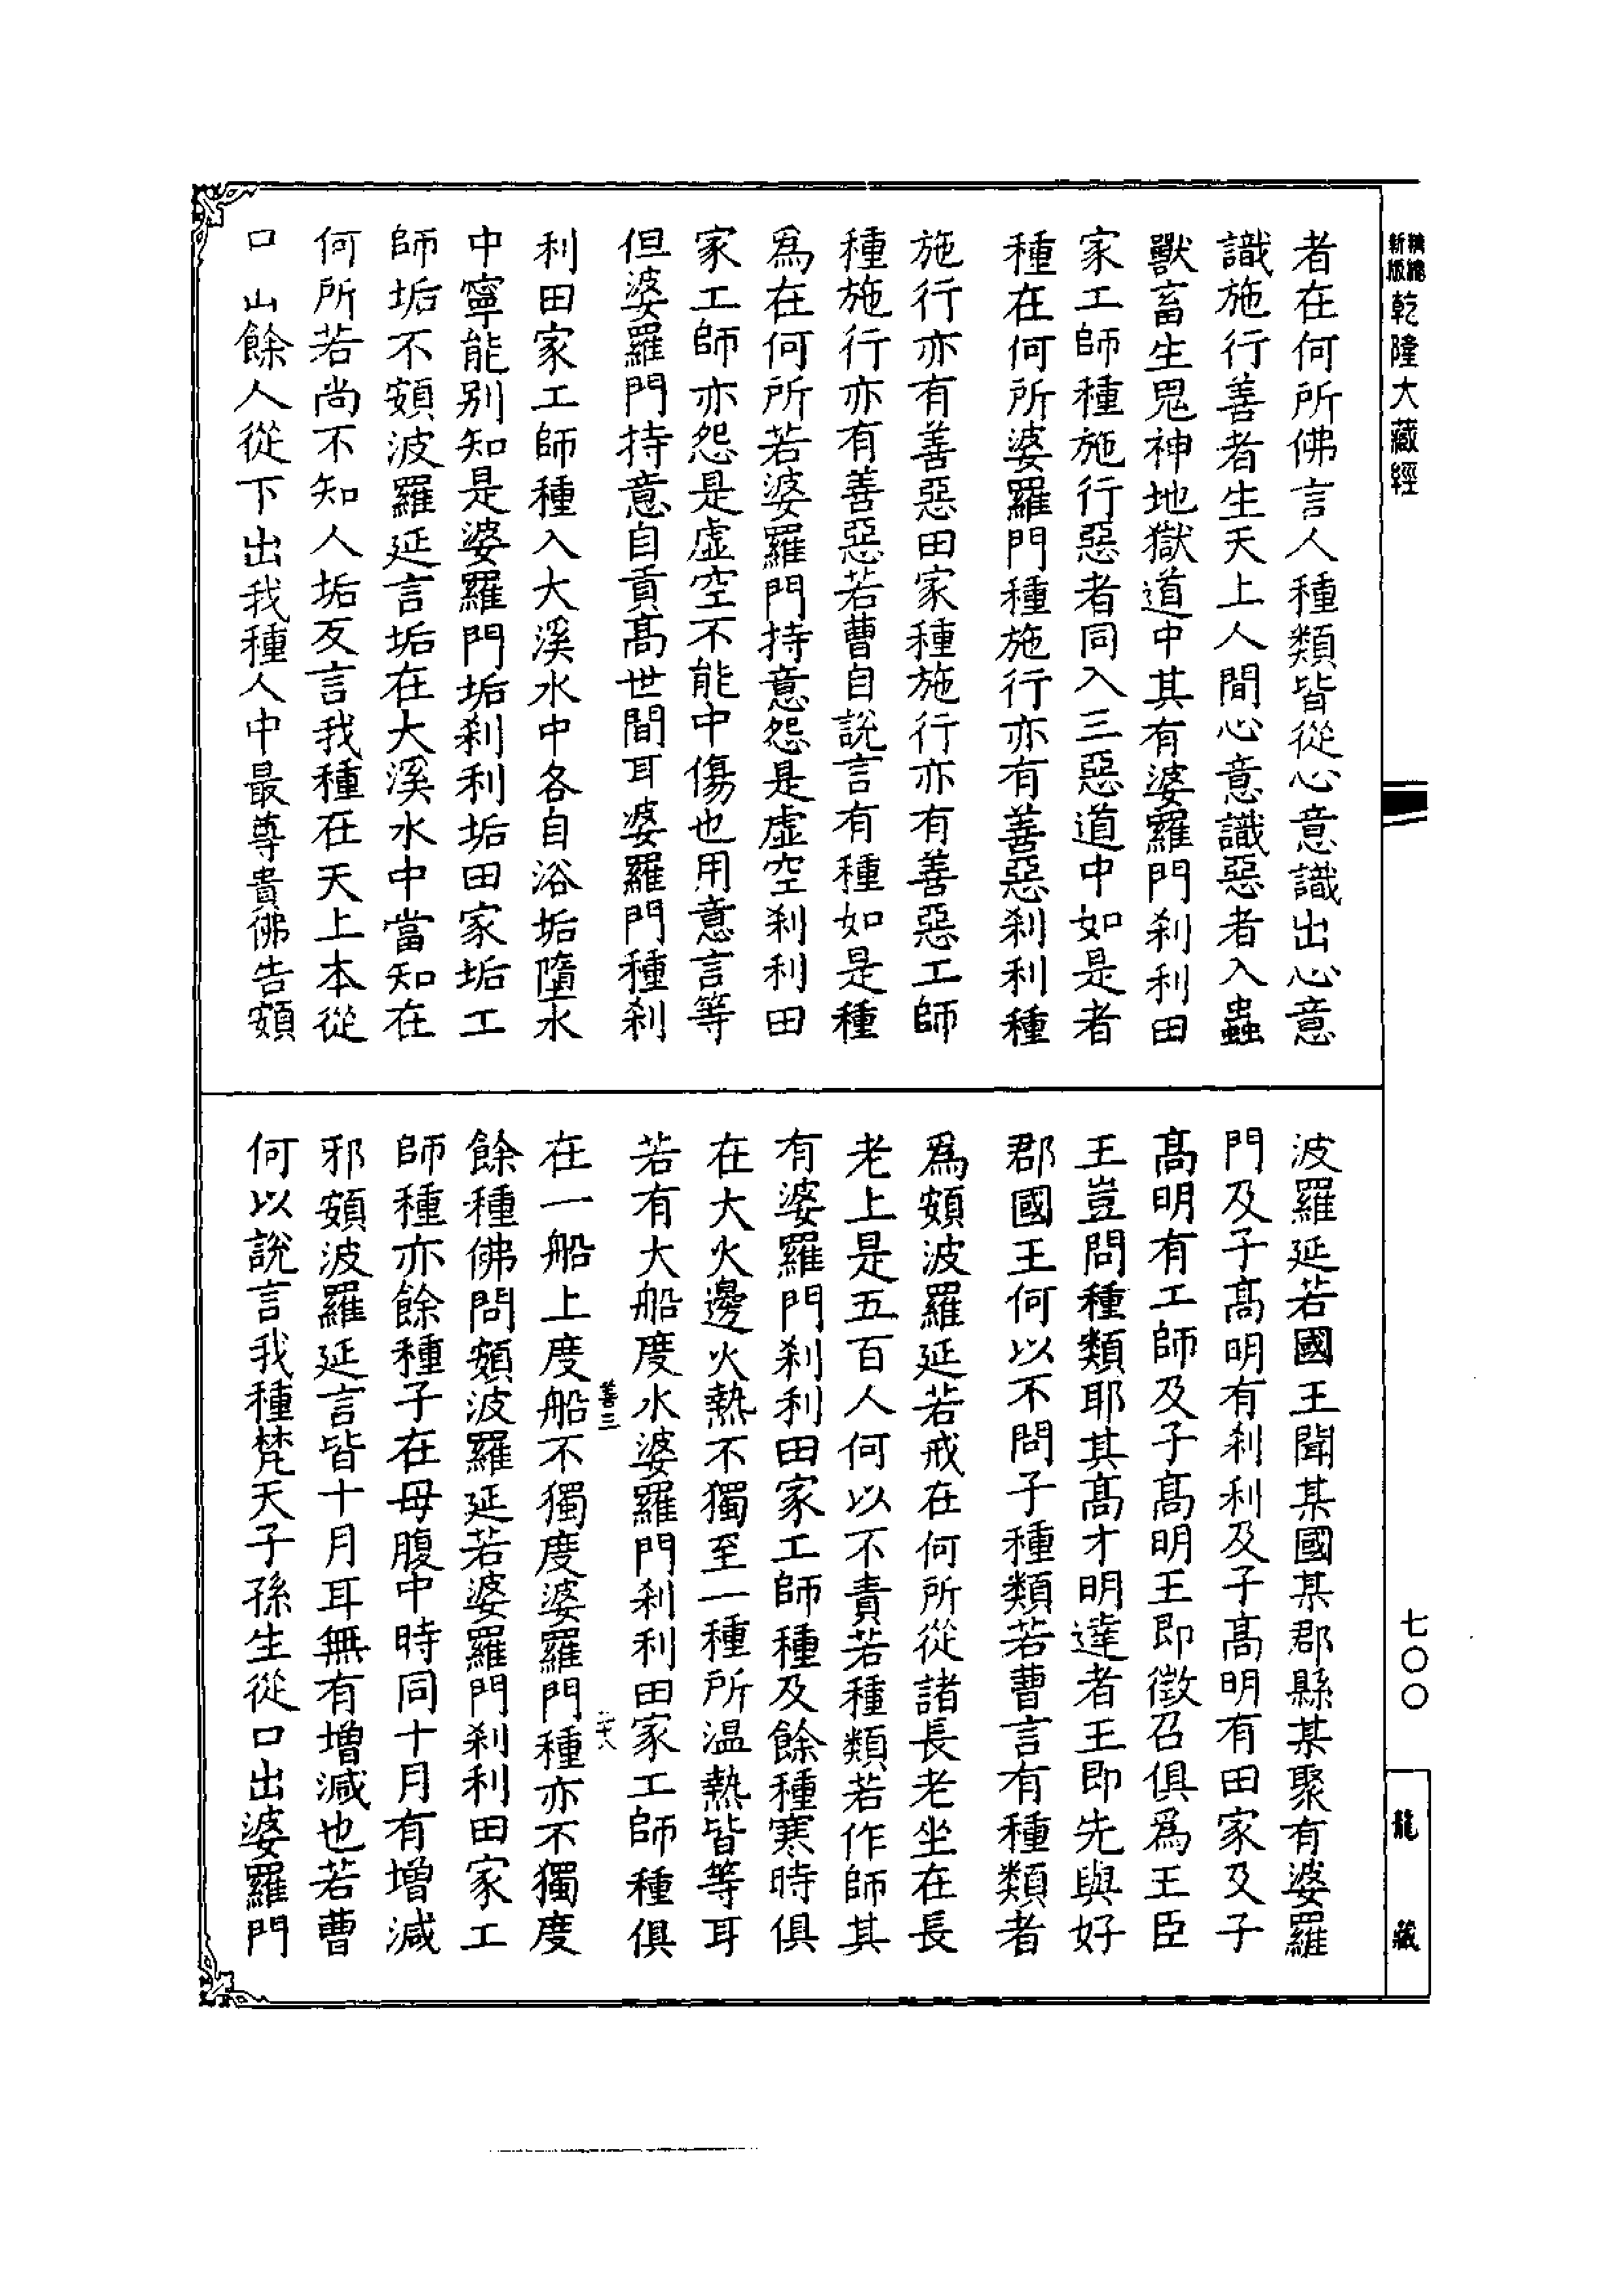 新版
乾隆大藏經
者在何所佛言人種類皆從心意識出心意
識施行善者生天上人間心意識惡者入蟲
獸畜生鬼神地獄道中其有婆羅門刹利田
家工師種施行惡者同入三惡道中如是者
種在何所婆羅門種施行亦有善惡刹利種
施行亦有善惡田家種施行亦有善惡工師
種施行亦有善惡若曹自說言有種如是種
爲在何所若婆羅門持意怨是虛空刹利田
家工師亦怨是虛空不能中傷也用意言等
但婆羅門持意自貢高世間耳婆羅門種刹
利田家工師種入大溪水中各自浴垢墮水
中寧能別知是婆羅門垢刹利垢田家垢工
師垢不頞波羅延言垢在大溪水中當知在
何所若尚不知人垢反言我種在天上本從
口出餘人從下出我種人中最尊貴佛告頞
波羅延若國王聞某國某郡縣某聚有婆羅
門及子高明有刹利及子高明有田家及子
高明有工師及子高明王即徵召俱爲王臣
王豈問種類耶其高才明達者王即先與好
郡國王何以不問子種類若曹言有種類者
爲頞波羅延若戒在何所從諸長老坐在長
老上是五百人何以不責若種類若作師其
有婆羅門刹利田家工師種及餘種寒時俱
在大火邊火熱不獨至一種所温熱皆等耳
若有大船度水婆羅門刹利田家工師種俱
善三
二十八
在一船上度船不獨度婆羅門種亦不獨度
餘種佛問頞波羅延若婆羅門刹利田家工
師種亦餘種子在母腹中時同十月有增減
邪頞波羅延言皆十月耳無有增減也若曹
何以說言我種梵天子孫生從口出婆羅門
七〇〇
龍藏